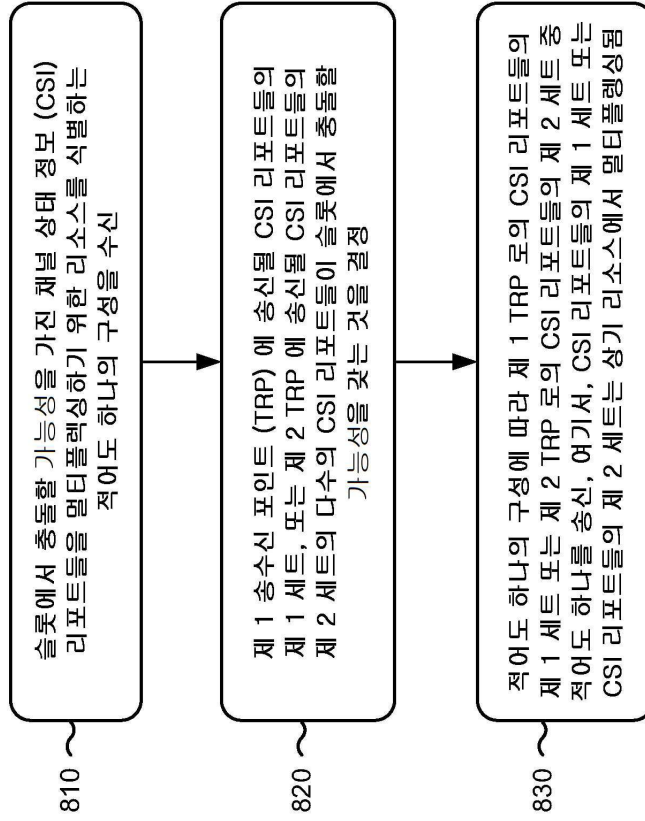 슬롯에서 충돌할 가능성을 가진 채널 상태 정보 (CSI)
리포트들을 멀티플렉싱하기 위한 리소스를 식별하는
적어도 하나의 구성을 수신
810
제 1 송수신 포인트 (TRP) 에 송신될 CSI 리포트들의
제 1 세트, 또는 제 2 TRP 에 송신될 CSI 리포트들의
제 2 세트의 다수의 CSI 리포트들이 슬롯에서 충돌할
가능성을 갖는 것을 결정
820
적어도 하나의 구성에 따라 제 1 TRP 로의 CSI 리포트들의
제 1 세트 또는 제 2 TRP 로의 CSI 리포트들의 제 2 세트 중
적어도 하나를 송신, 여기서, CSI 리포트들의 제 1 세트 또는
CSI 리포트들의 제 2 세트는 상기 리소스에서 멀티플렉싱됨
830